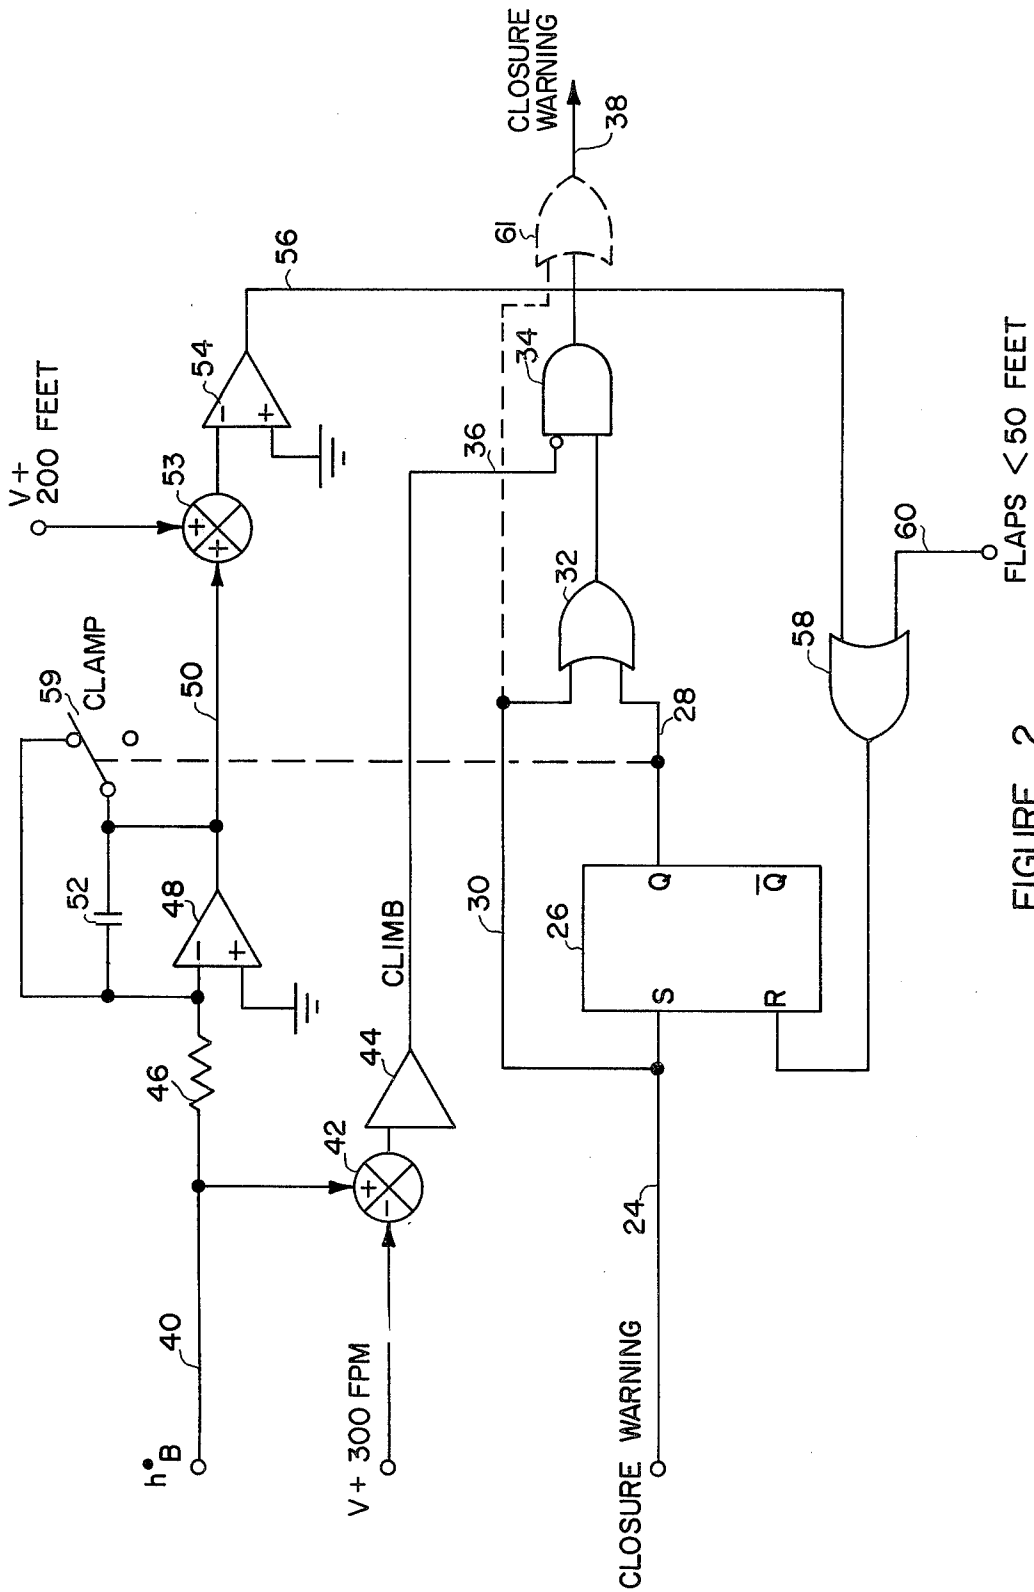 V+
200 FEET
53
54
56
59
CLAMP
52
48
50
46
40
ḣB
42
44
CLIMB
V+ 300 FPM
36
34
61
CLOSURE
WARNING
38
30
32
28
26
S
Q
R
Q̅
24
CLOSURE WARNING
58
60
FLAPS <50 FEET
FIGURE 2
- + - + + + + -